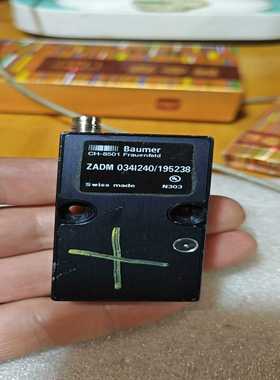 Baumer
CH-8501 Frauenfeld
ZADM 034I240/195238
Swiss made
N303